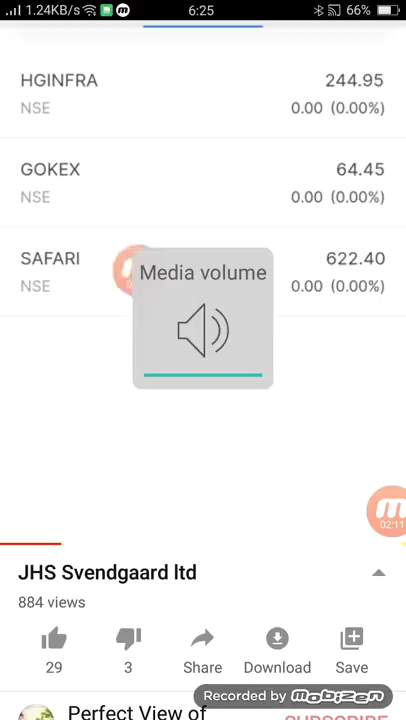 1.24KB/s 6:25 66%
HGINFRA 244.95
NSE 0.00 (0.00%)
GOKEX 64.45
NSE 0.00 (0.00%)
SAFARI 622.40
NSE 0.00 (0.00%)
Media volume
02:11
JHS Svendgaard ltd
884 views
29 3 Share Download Save
Recorded by mobizen
Perfect View of SUBSCRIBE